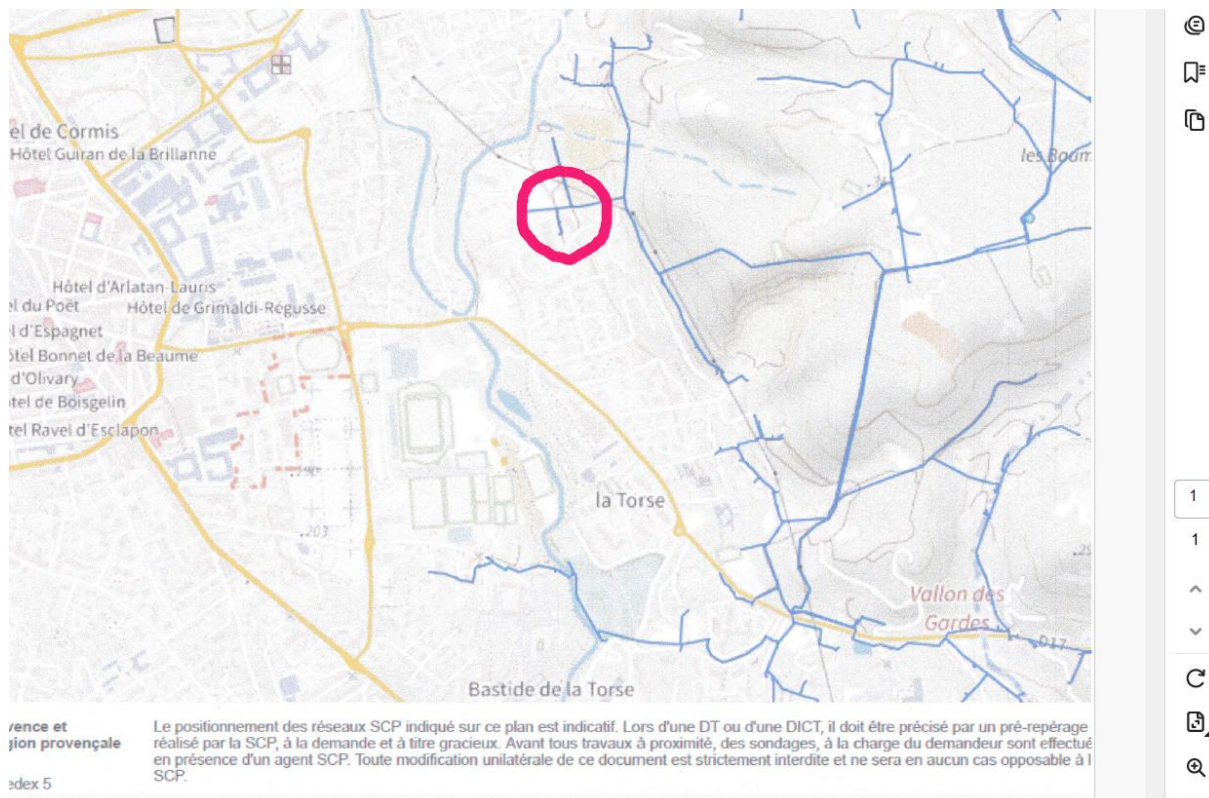 el de Cormis
Hôtel Guiran de la Brillanne
les Baum
Hôtel d'Arlatan-Lauris
el du Poët
Hôtel de Grimaldi-Régusse
l d'Espagnet
ôtel Bonnet de la Beaume
d'Olivary
ôtel de Boisgelin
tel Ravel d'Esclapon
la Torse
203
Vallon des
Gardes
D17
Bastide de la Torse
vence et
gion provençale
edex 5
Le positionnement des réseaux SCP indiqué sur ce plan est indicatif. Lors d'une DT ou d'une DICT, il doit être précisé par un pré-repérage
réalisé par la SCP, à la demande et à titre gracieux. Avant tous travaux à proximité, des sondages, à la charge du demandeur sont effectué
en présence d'un agent SCP. Toute modification unilatérale de ce document est strictement interdite et ne sera en aucun cas opposable à l
SCP.
1
1